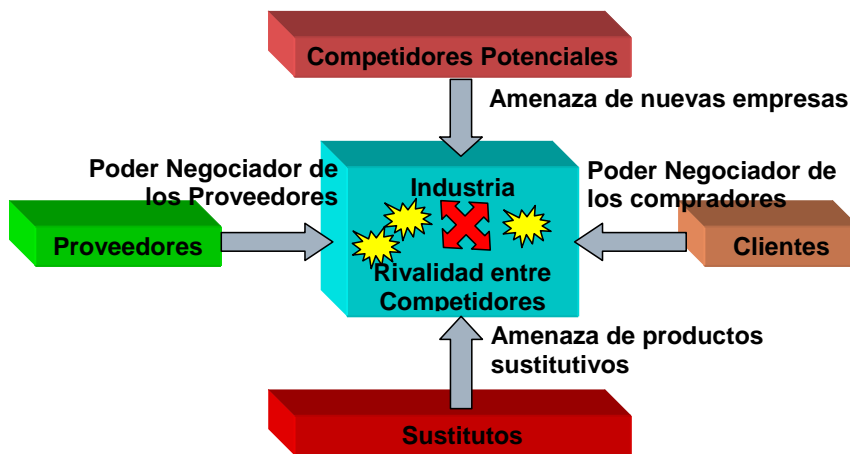 Competidores Potenciales
Amenaza de nuevas empresas
Poder Negociador de
los Proveedores
Poder Negociador de
los compradores
Industria
Proveedores
Clientes
Rivalidad entre
Competidores
Amenaza de productos
sustitutivos
Sustitutos